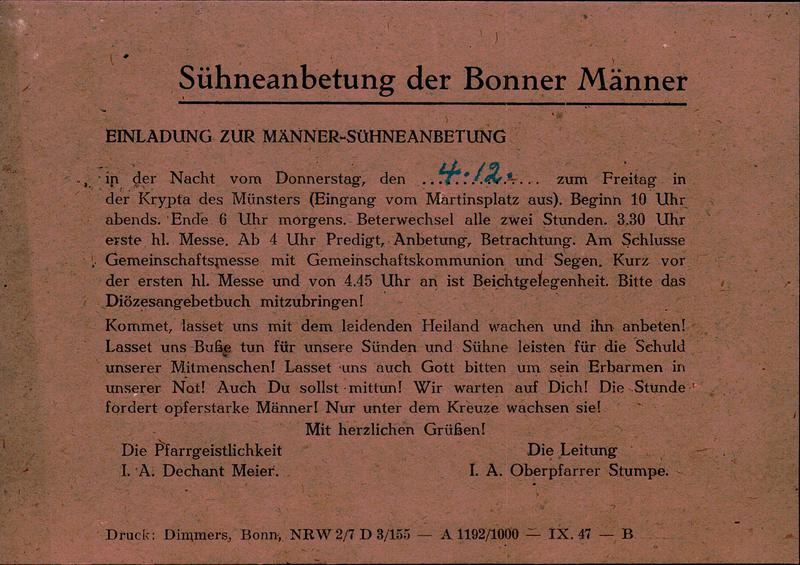 Sühneanbetung der Bonner Männer
EINLADUNG ZUR MÄNNER-SÜHNEANBETUNG
in der Nacht vom Donnerstag, den ...4.12.... zum Freitag in
der Krypta des Münsters (Eingang vom Martinsplatz aus). Beginn 10 Uhr
abends. Ende 6 Uhr morgens. Beterwechsel alle zwei Stunden. 3.30 Uhr
erste hl. Messe. Ab 4 Uhr Predigt, Anbetung, Betrachtung. Am Schlusse
Gemeinschaftsmesse mit Gemeinschaftskommunion und Segen. Kurz vor
der ersten hl. Messe und von 4.45 Uhr an ist Beichtgelegenheit. Bitte das
Diözesangebetbuch mitzubringen!
Kommet, lasset uns mit dem leidenden Heiland wachen und ihn anbeten!
Lasset uns Buße tun für unsere Sünden und Sühne leisten für die Schuld
unserer Mitmenschen! Lasset uns auch Gott bitten um sein Erbarmen in
unserer Not! Auch Du sollst mittun! Wir warten auf Dich! Die Stunde
fordert opferstarke Männer! Nur unter dem Kreuze wachsen sie!
Mit herzlichen Grüßen!
Die Pfarrgeistlichkeit Die Leitung
I. A. Dechant Meier. I. A. Oberpfarrer Stumpe.
Druck: Dimmers, Bonn, NRW 2/7 D 3/155 — A 1192/1000 — IX. 47 — B